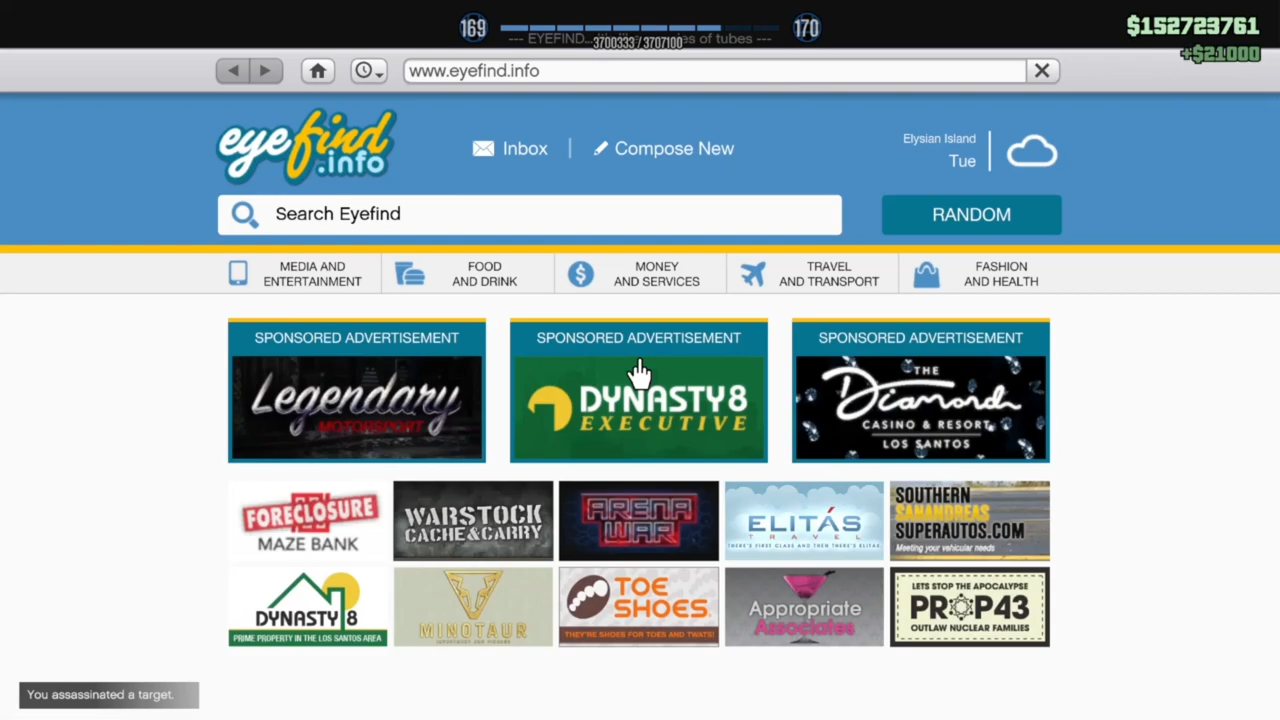 169
170
--- EYEFIND... es of tubes ---
3700333 / 3707100
$152723761
+$21000
www.eyefind.info
eyefind
.info
Inbox
Compose New
Elysian Island
Tue
Search Eyefind
RANDOM
MEDIA AND
ENTERTAINMENT
FOOD
AND DRINK
MONEY
AND SERVICES
TRAVEL
AND TRANSPORT
FASHION
AND HEALTH
SPONSORED ADVERTISEMENT
Legendary
MOTORSPORT
SPONSORED ADVERTISEMENT
DYNASTY 8
EXECUTIVE
SPONSORED ADVERTISEMENT
THE
Diamond
CASINO & RESORT
LOS SANTOS
FORECLOSURE
MAZE BANK
WARSTOCK
CACHE & CARRY
ARENA
WAR
ELITÁS
TRAVEL
THERE'S FIRST CLASS AND THEN THERE'S ELITÁS
SOUTHERN
SANANDREAS
SUPERAUTOS.COM
Meeting your vehicular needs
DYNASTY 8
PRIME PROPERTY IN THE LOS SANTOS AREA
MINOTAUR
TOE
SHOES
THEY'RE SHOES FOR TOES AND TWATS!
Appropriate
Associates
LETS STOP THE APOCALYPSE
PROP43
OUTLAW NUCLEAR FAMILIES
You assassinated a target.